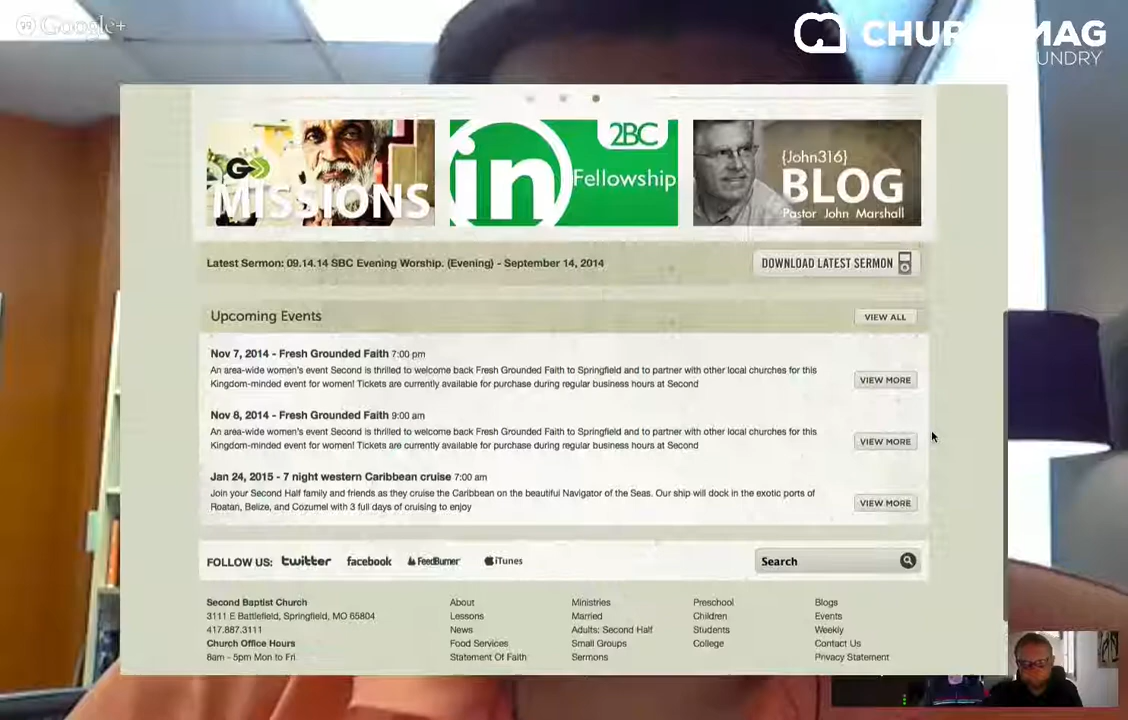 Google+
CHUR MAG
UNDRY
GO
MISSIONS
2BC
in Fellowship
{John316}
BLOG
Pastor John Marshall
Latest Sermon: 09.14.14 SBC Evening Worship. (Evening) - September 14, 2014
DOWNLOAD LATEST SERMON
Upcoming Events
VIEW ALL
Nov 7, 2014 - Fresh Grounded Faith 7:00 pm
An area-wide women's event Second is thrilled to welcome back Fresh Grounded Faith to Springfield and to partner with other local churches for this
Kingdom-minded event for women! Tickets are currently available for purchase during regular business hours at Second
VIEW MORE
Nov 8, 2014 - Fresh Grounded Faith 9:00 am
An area-wide women's event Second is thrilled to welcome back Fresh Grounded Faith to Springfield and to partner with other local churches for this
Kingdom-minded event for women! Tickets are currently available for purchase during regular business hours at Second
VIEW MORE
Jan 24, 2015 - 7 night western Caribbean cruise 7:00 am
Join your Second Half family and friends as they cruise the Caribbean on the beautiful Navigator of the Seas. Our ship will dock in the exotic ports of
Roatan, Belize, and Cozumel with 3 full days of cruising to enjoy
VIEW MORE
FOLLOW US: twitter facebook FeedBurner iTunes
Search
Second Baptist Church
3111 E Battlefield, Springfield, MO 65804
417.887.3111
Church Office Hours
8am - 5pm Mon to Fri
About
Lessons
News
Food Services
Statement Of Faith
Ministries
Married
Adults: Second Half
Small Groups
Sermons
Preschool
Children
Students
College
Blogs
Events
Weekly
Contact Us
Privacy Statement